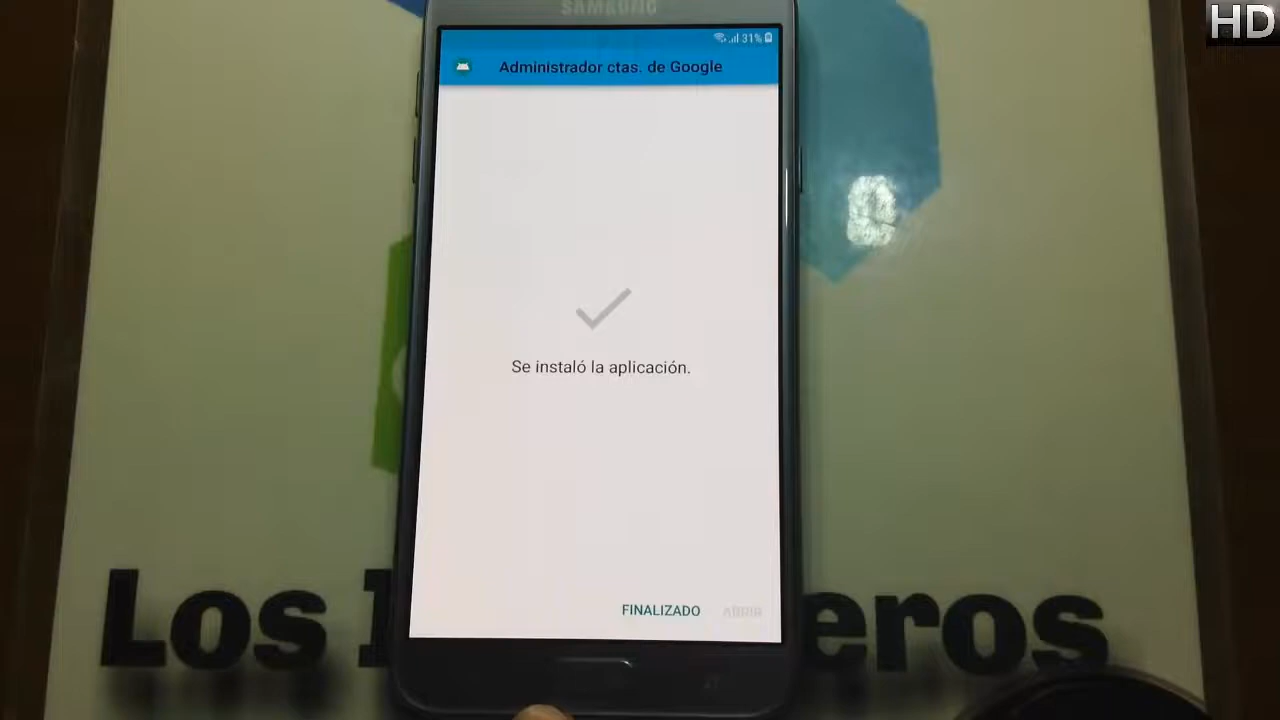 HD
SAMSUNG
31%
Administrador ctas. de Google
Se instaló la aplicación.
FINALIZADO ABRIR
Los
eros